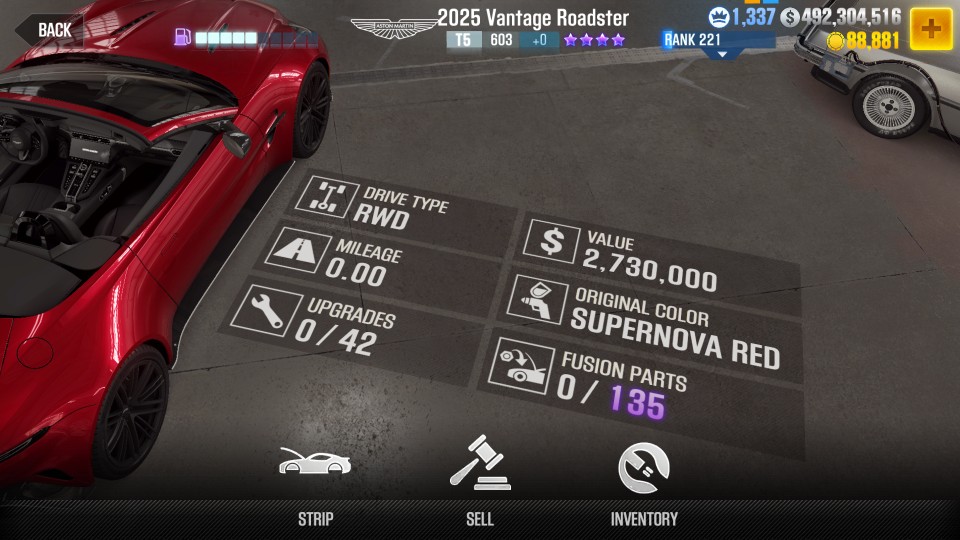 BACK
ASTON MARTIN
2025 Vantage Roadster
T5 603 +0
RANK 221
1,337 $ 492,304,516
88,881
DRIVE TYPE
RWD
MILEAGE
0.00
UPGRADES
0 / 42
$ VALUE
2,730,000
ORIGINAL COLOR
SUPERNOVA RED
FUSION PARTS
0 / 135
STRIP
SELL
INVENTORY